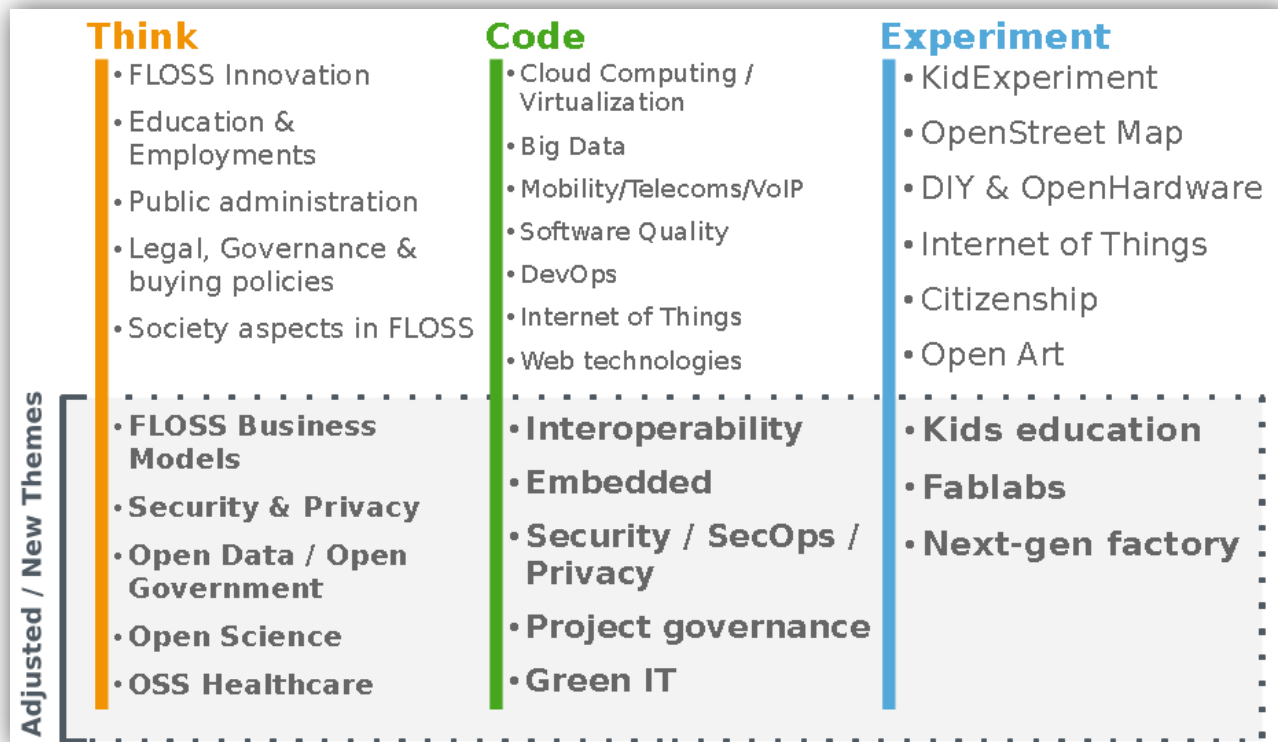 Think
• FLOSS Innovation
• Education &
Employments
• Public administration
• Legal, Governance &
buying policies
• Society aspects in FLOSS
Code
• Cloud Computing /
Virtualization
• Big Data
• Mobility/Telecoms/VoIP
• Software Quality
• DevOps
• Internet of Things
• Web technologies
Experiment
• KidExperiment
• OpenStreet Map
• DIY & OpenHardware
• Internet of Things
• Citizenship
• Open Art
Adjusted / New Themes
• FLOSS Business
Models
• Security & Privacy
• Open Data / Open
Government
• Open Science
• OSS Healthcare
• Interoperability
• Embedded
• Security / SecOps /
Privacy
• Project governance
• Green IT
• Kids education
• Fablabs
• Next-gen factory